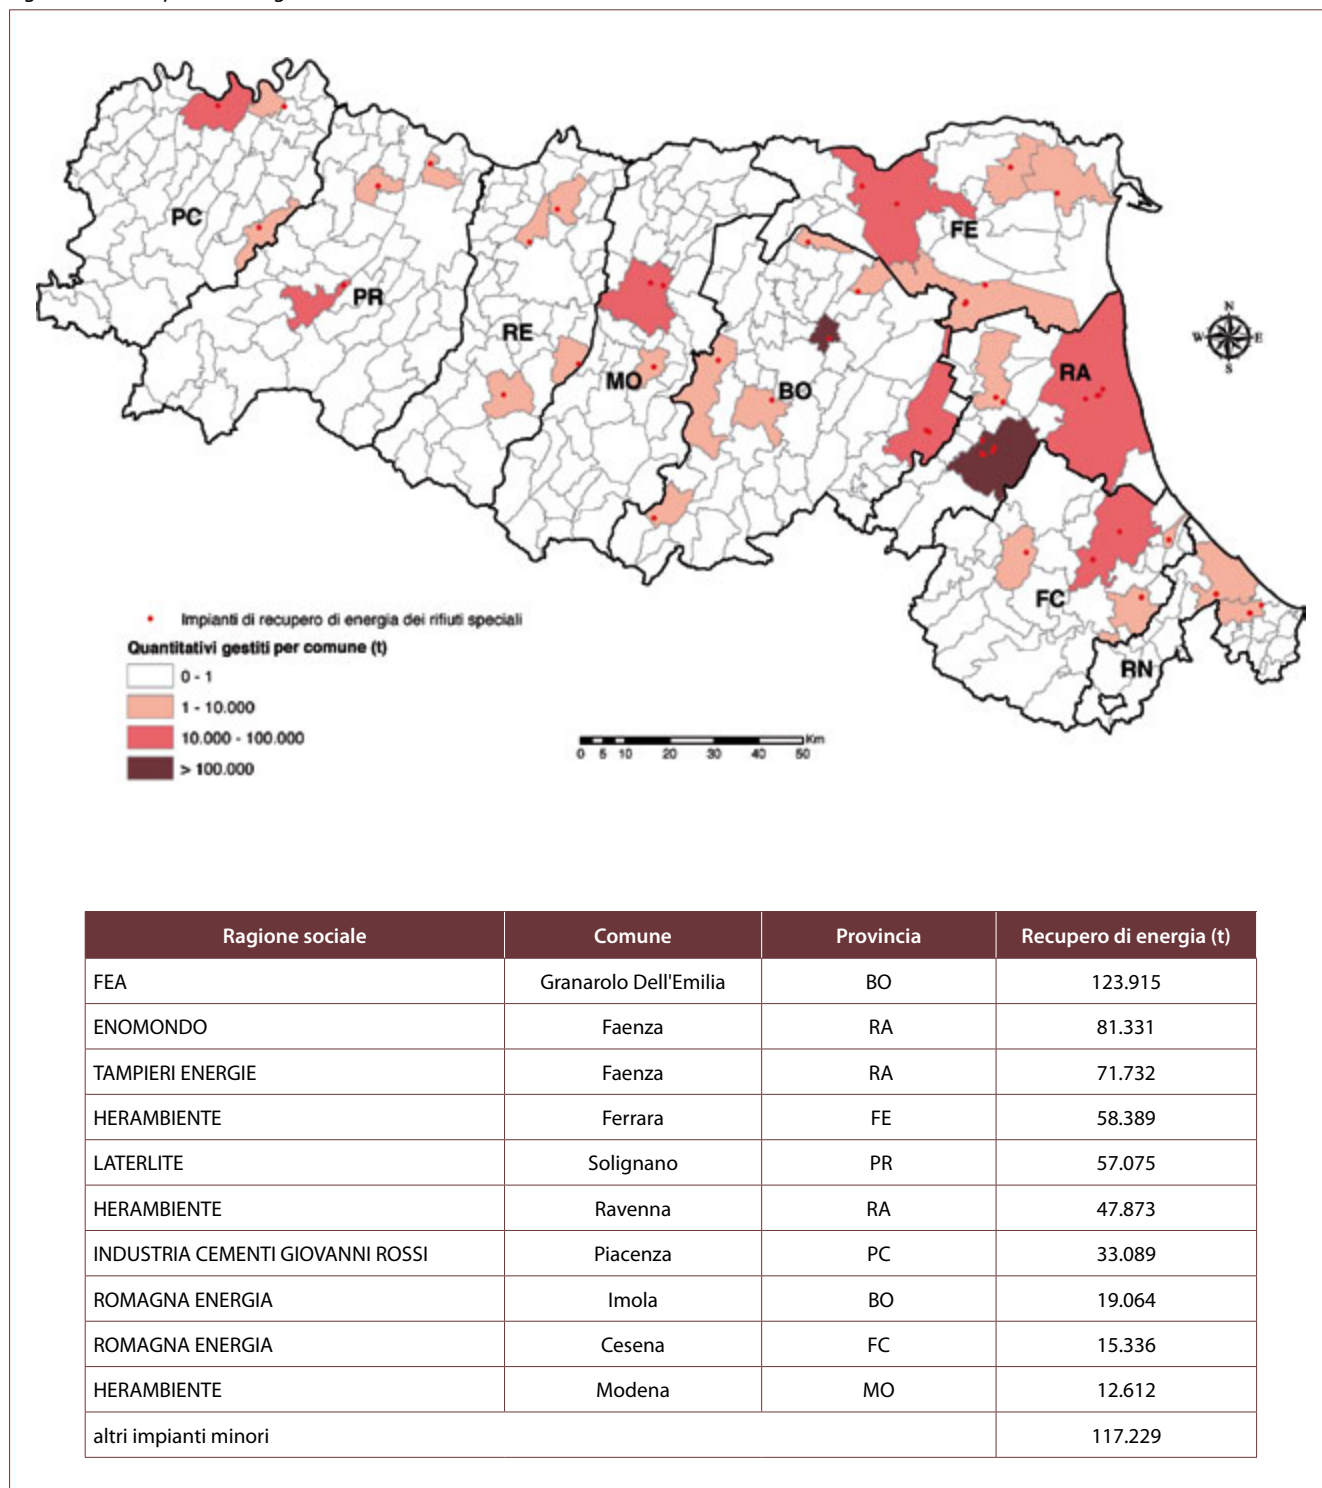 PC
PR
RE
MO
BO
FE
RA
FC
RN
N
W E
S
Impianti di recupero di energia dei rifiuti speciali
Quantitativi gestiti per comune (t)
0 - 1
1 - 10.000
10.000 - 100.000
> 100.000
Km
0 5 10 20 30 40 50
Ragione sociale Comune Provincia Recupero di energia (t)
FEA Granarolo Dell'Emilia BO 123.915
ENOMONDO Faenza RA 81.331
TAMPIERI ENERGIE Faenza RA 71.732
HERAMBIENTE Ferrara FE 58.389
LATERLITE Solignano PR 57.075
HERAMBIENTE Ravenna RA 47.873
INDUSTRIA CEMENTI GIOVANNI ROSSI Piacenza PC 33.089
ROMAGNA ENERGIA Imola BO 19.064
ROMAGNA ENERGIA Cesena FC 15.336
HERAMBIENTE Modena MO 12.612
altri impianti minori 117.229